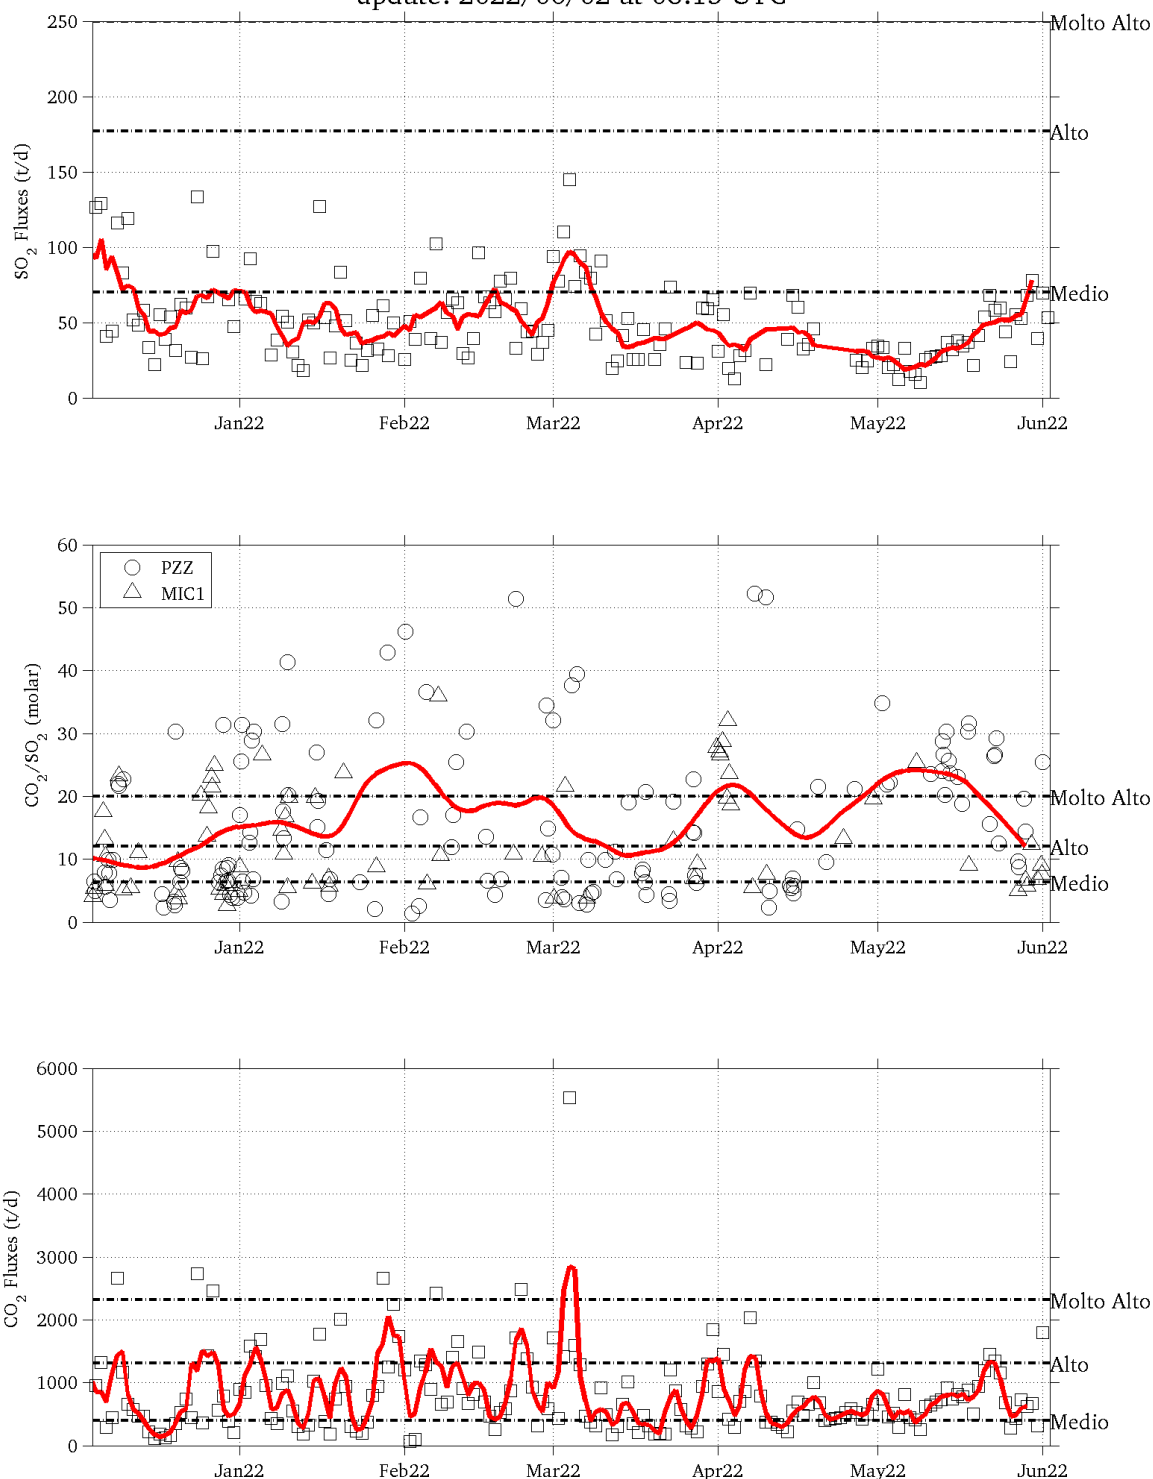 update: 2022/06/02 at 08:15 UTC
250
200
150
100
50
0
SO2 Fluxes (t/d)
Molto Alto
Alto
Medio
Jan22 Feb22 Mar22 Apr22 May22 Jun22
60
50
40
30
20
10
0
CO2/SO2 (molar)
PZZ
MIC1
Molto Alto
Alto
Medio
Jan22 Feb22 Mar22 Apr22 May22 Jun22
6000
5000
4000
3000
2000
1000
0
CO2 Fluxes (t/d)
Molto Alto
Alto
Medio
Jan22 Feb22 Mar22 Apr22 May22 Jun22